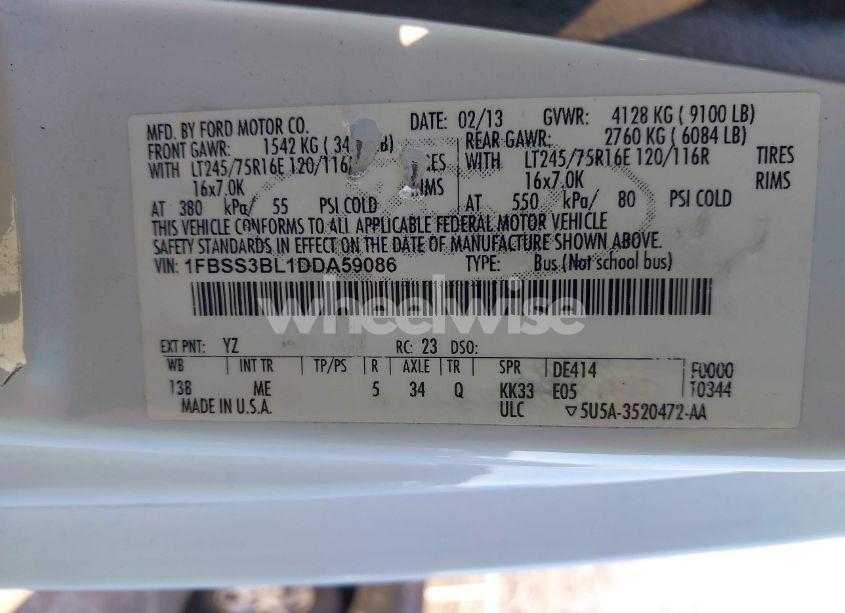 MFD. BY FORD MOTOR CO. DATE: 02/13 GVWR: 4128 KG ( 9100 LB)
FRONT GAWR: 1542 KG ( 34 B) REAR GAWR: 2760 KG ( 6084 LB)
WITH LT245/75R16E 120/116 WITH LT245/75R16E 120/116R TIRES
16x7.0K RIMS 16x7.0K RIMS
AT 380 kPa/ 55 PSI COLD AT 550 kPa/ 80 PSI COLD
THIS VEHICLE CONFORMS TO ALL APPLICABLE FEDERAL MOTOR VEHICLE
SAFETY STANDARDS IN EFFECT ON THE DATE OF MANUFACTURE SHOWN ABOVE.
VIN: 1FBSS3BL1DDA59086 TYPE: Bus (Not school bus)
wheelwise
EXT PNT: YZ RC: 23 DSO:
WB INT TR TP/PS R AXLE TR SPR DE414 F0000
138 ME 5 34 Q KK33 E05 T0344
MADE IN U.S.A. ULC ▽5U5A-3520472-AA